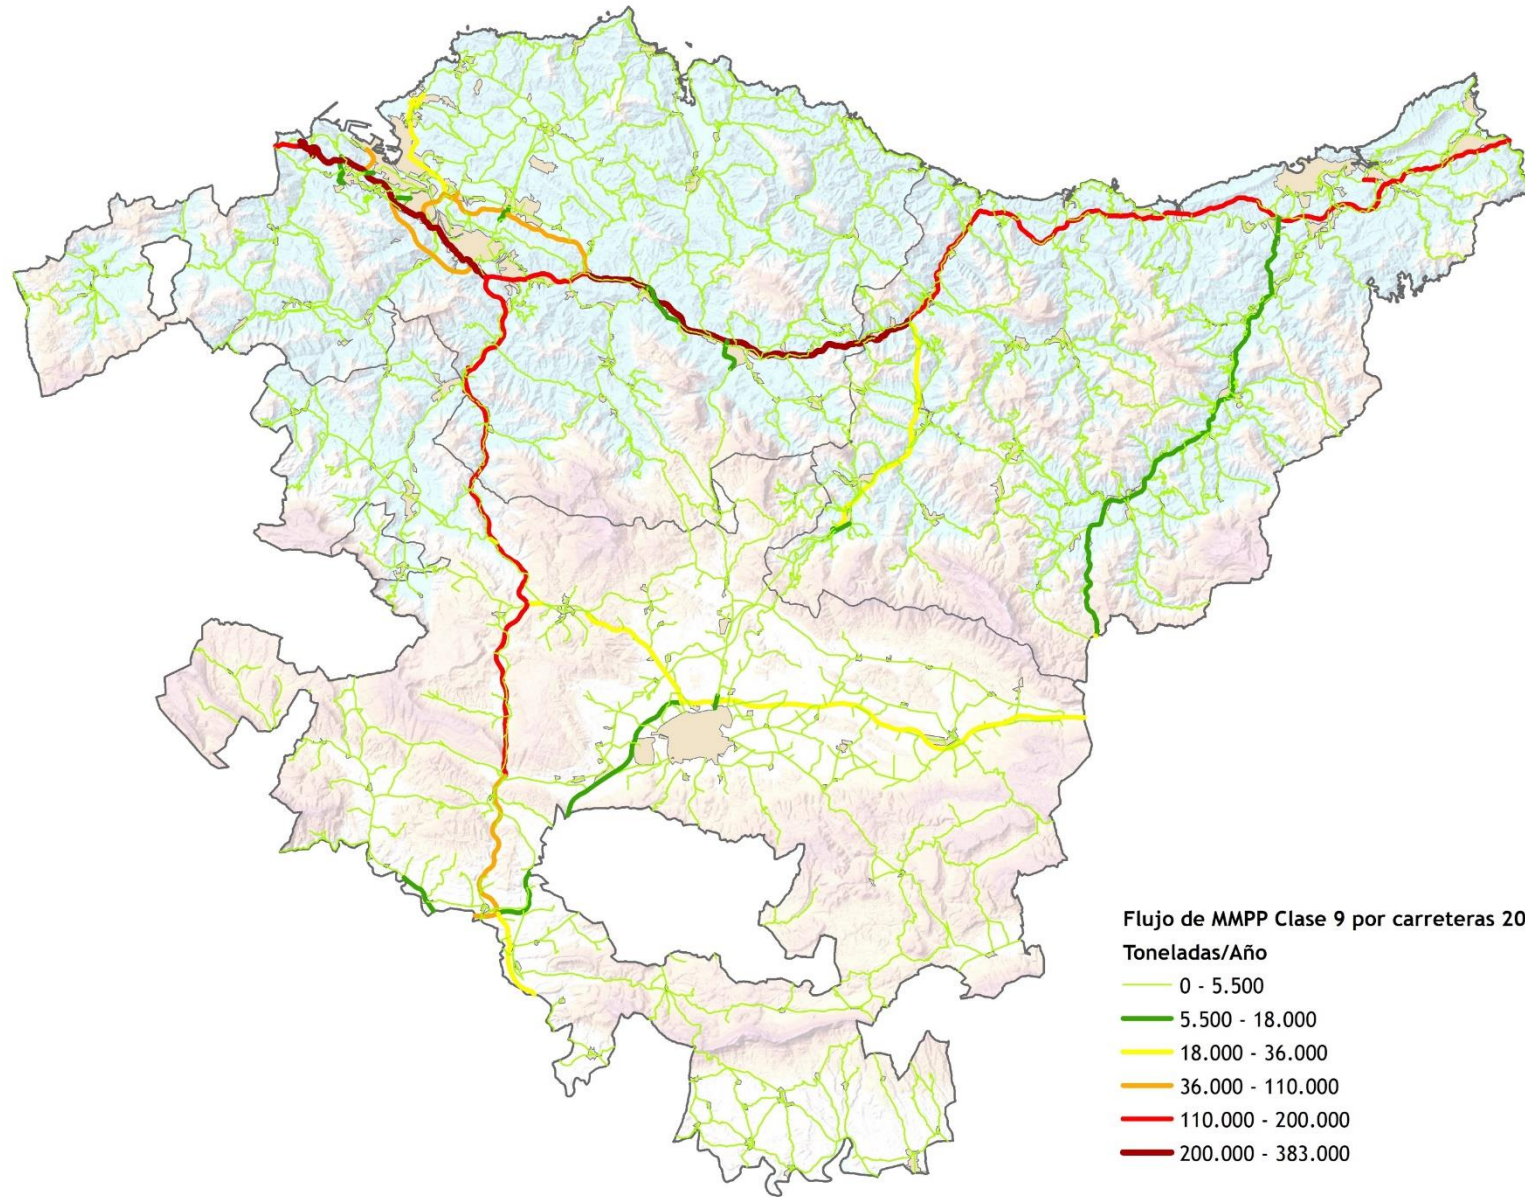 Flujo de MMPP Clase 9 por carreteras 20
Toneladas/Año
0 - 5.500
5.500 - 18.000
18.000 - 36.000
36.000 - 110.000
110.000 - 200.000
200.000 - 383.000